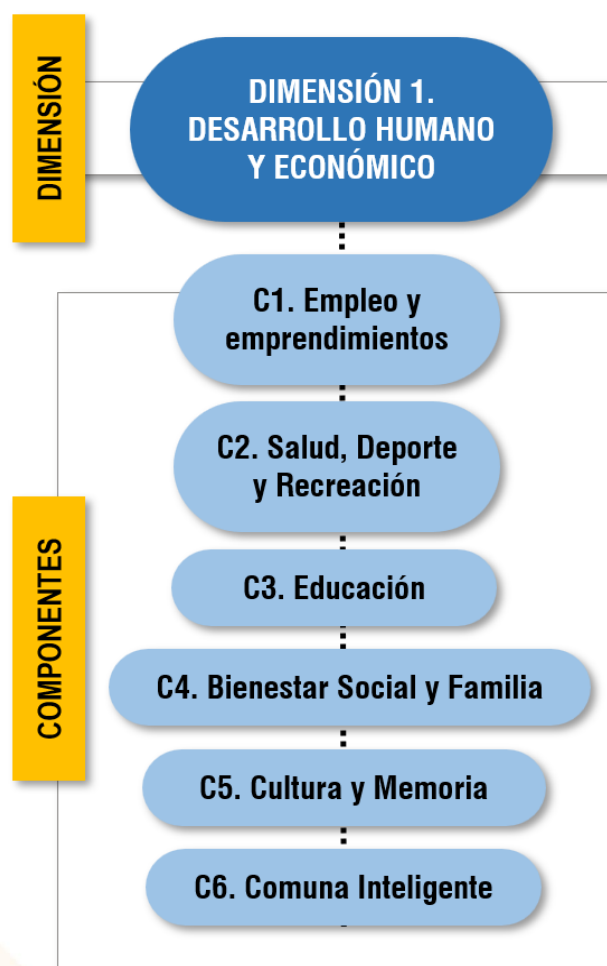 DIMENSIÓN
DIMENSIÓN 1.
DESARROLLO HUMANO
Y ECONÓMICO
COMPONENTES
C1. Empleo y
emprendimientos
C2. Salud, Deporte
y Recreación
C3. Educación
C4. Bienestar Social y Familia
C5. Cultura y Memoria
C6. Comuna Inteligente